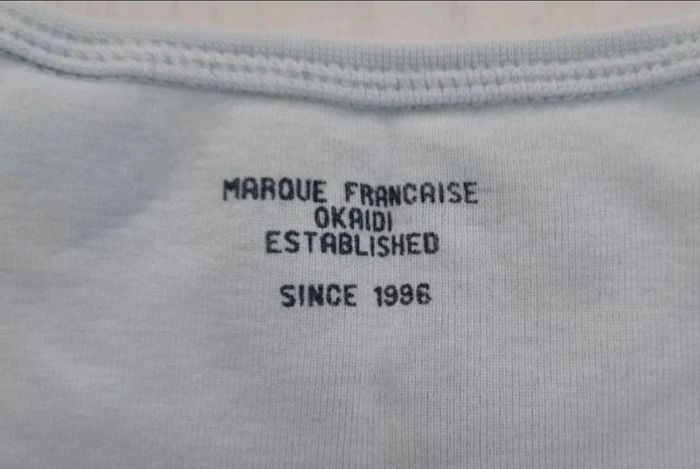 MARQUE FRANCAISE
OKAIDI
ESTABLISHED
SINCE 1996